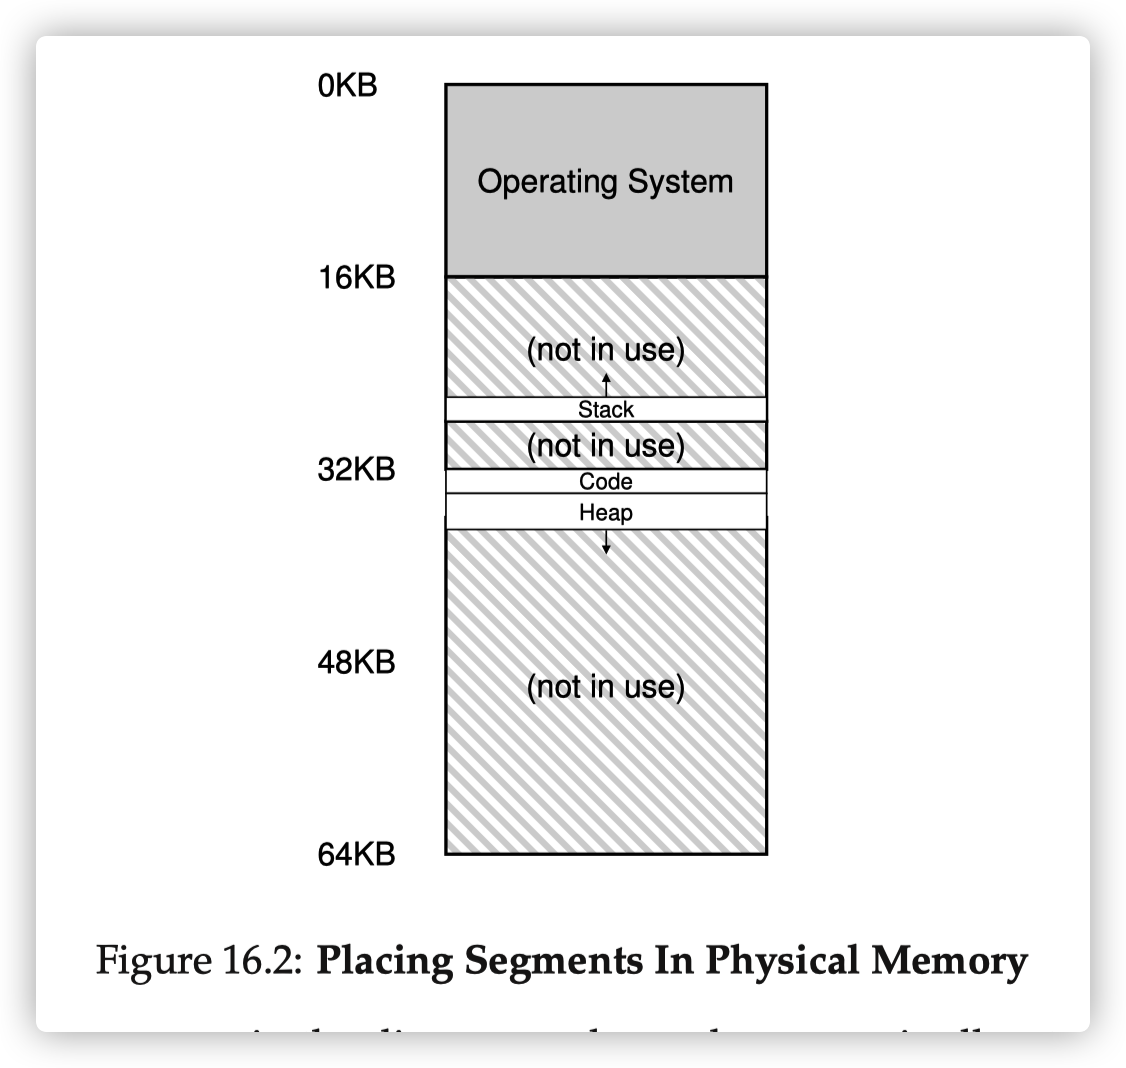 0KB
Operating System
16KB
(not in use)
Stack
(not in use)
32KB
Code
Heap
48KB
(not in use)
64KB
Figure 16.2: Placing Segments In Physical Memory